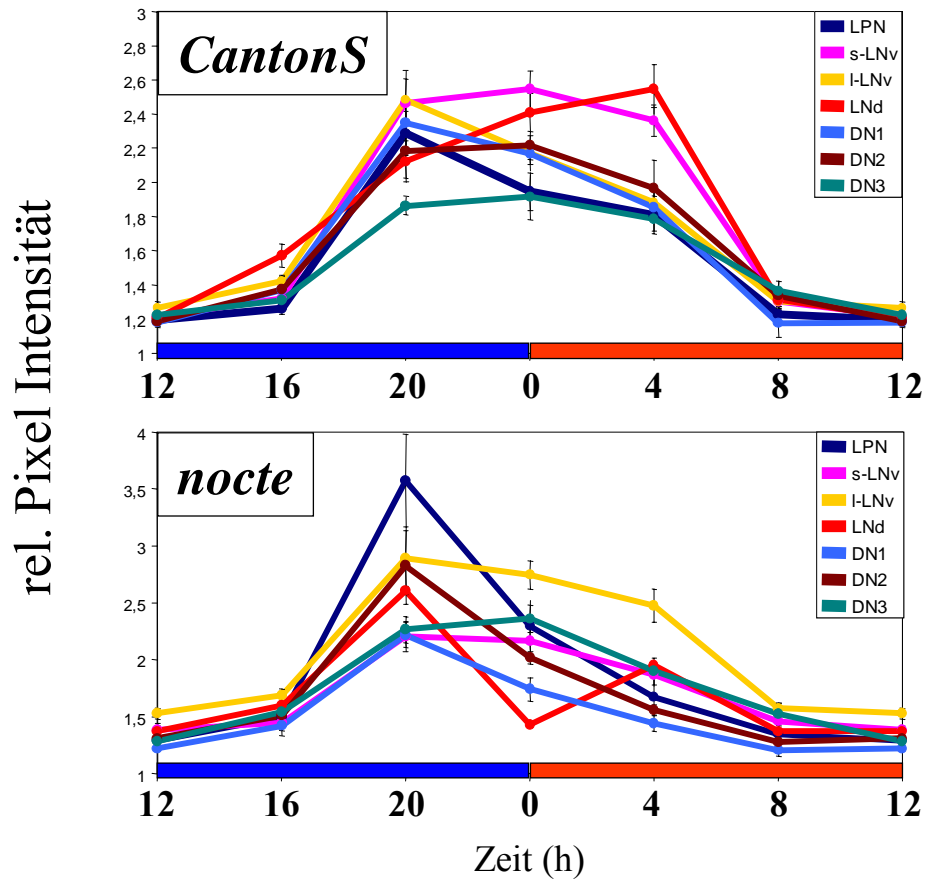 rel. Pixel Intensität
CantonS
3
2,8
2,6
2,4
2,2
2
1,8
1,6
1,4
1,2
1
12 16 20 0 4 8 12
LPN
s-LNv
l-LNv
LNd
DN1
DN2
DN3
nocte
4
3,5
3
2,5
2
1,5
1
12 16 20 0 4 8 12
LPN
s-LNv
l-LNv
LNd
DN1
DN2
DN3
Zeit (h)